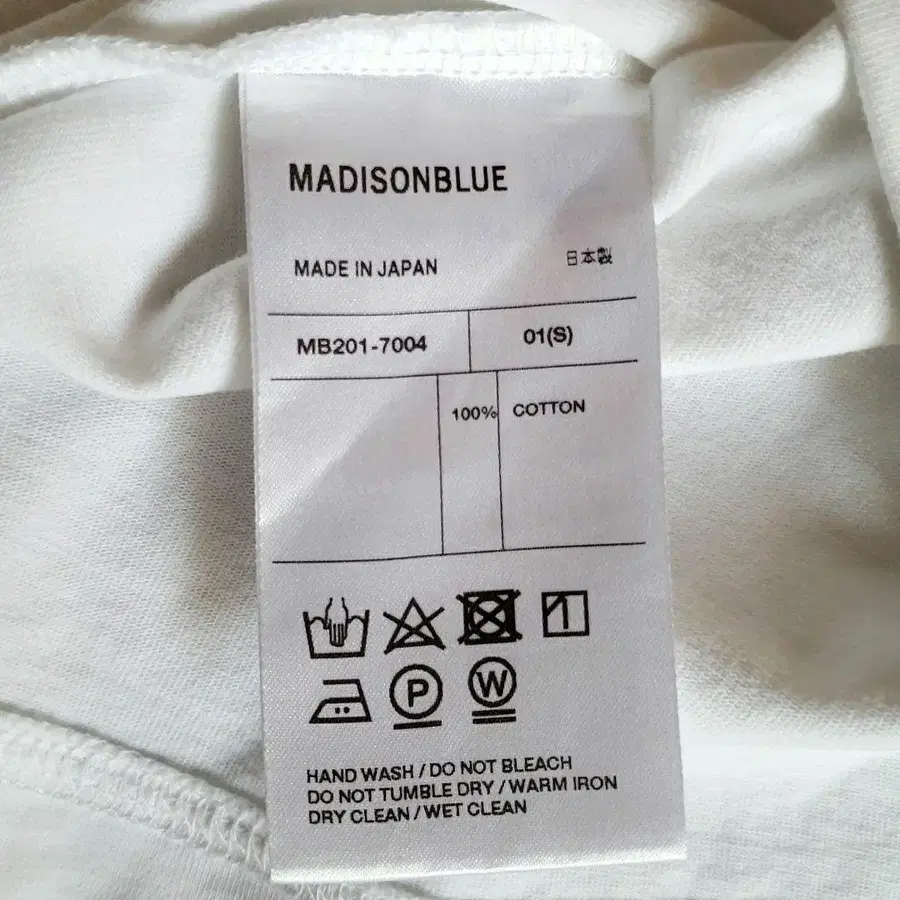 MADISONBLUE
MADE IN JAPAN 日本製
MB201-7004 01(S)
100% COTTON
P W
HAND WASH / DO NOT BLEACH
DO NOT TUMBLE DRY / WARM IRON
DRY CLEAN / WET CLEAN